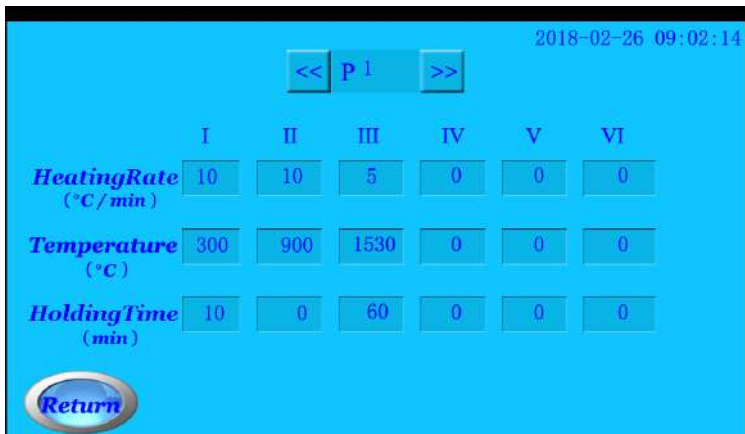 2018-02-26 09:02:14
<< P 1 >>
I II III IV V VI
HeatingRate 10 10 5 0 0 0
(°C/min)
Temperature 300 900 1530 0 0 0
(°C)
HoldingTime 10 0 60 0 0 0
(min)
Return